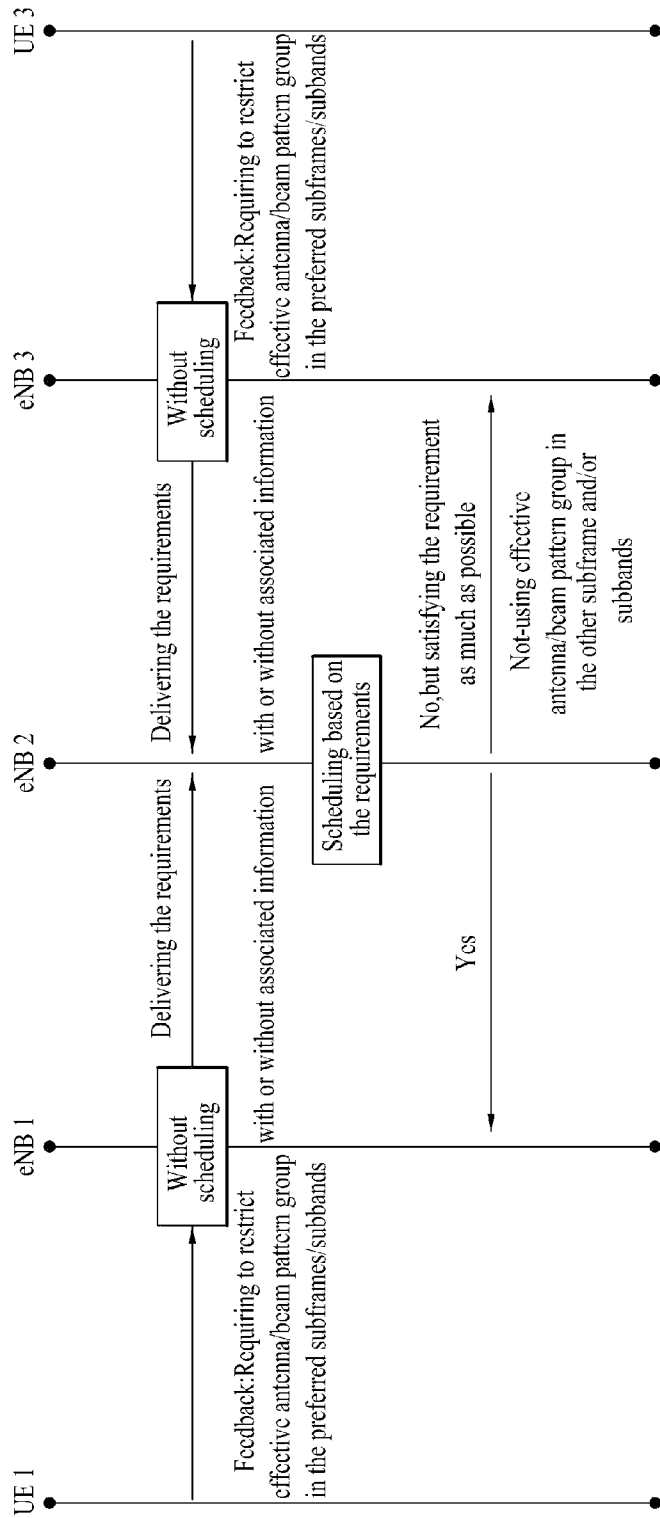 UE 1
eNB 1
eNB 2
eNB 3
UE 3
Without
scheduling
Delivering the requirements
Delivering the requirements
Without
scheduling
Feedback:Requiring to restrict
effective antenna/beam pattern group
in the preferred subframes/subbands
with or without associated information
with or without associated information
Feedback:Requiring to restrict
effective antenna/beam pattern group
in the preferred subframes/subbands
Scheduling based on
the requirements
Yes
No,but satisfying the requirement
as much as possible
Not-using effective
antenna/beam pattern group in
the other subframe and/or
subbands